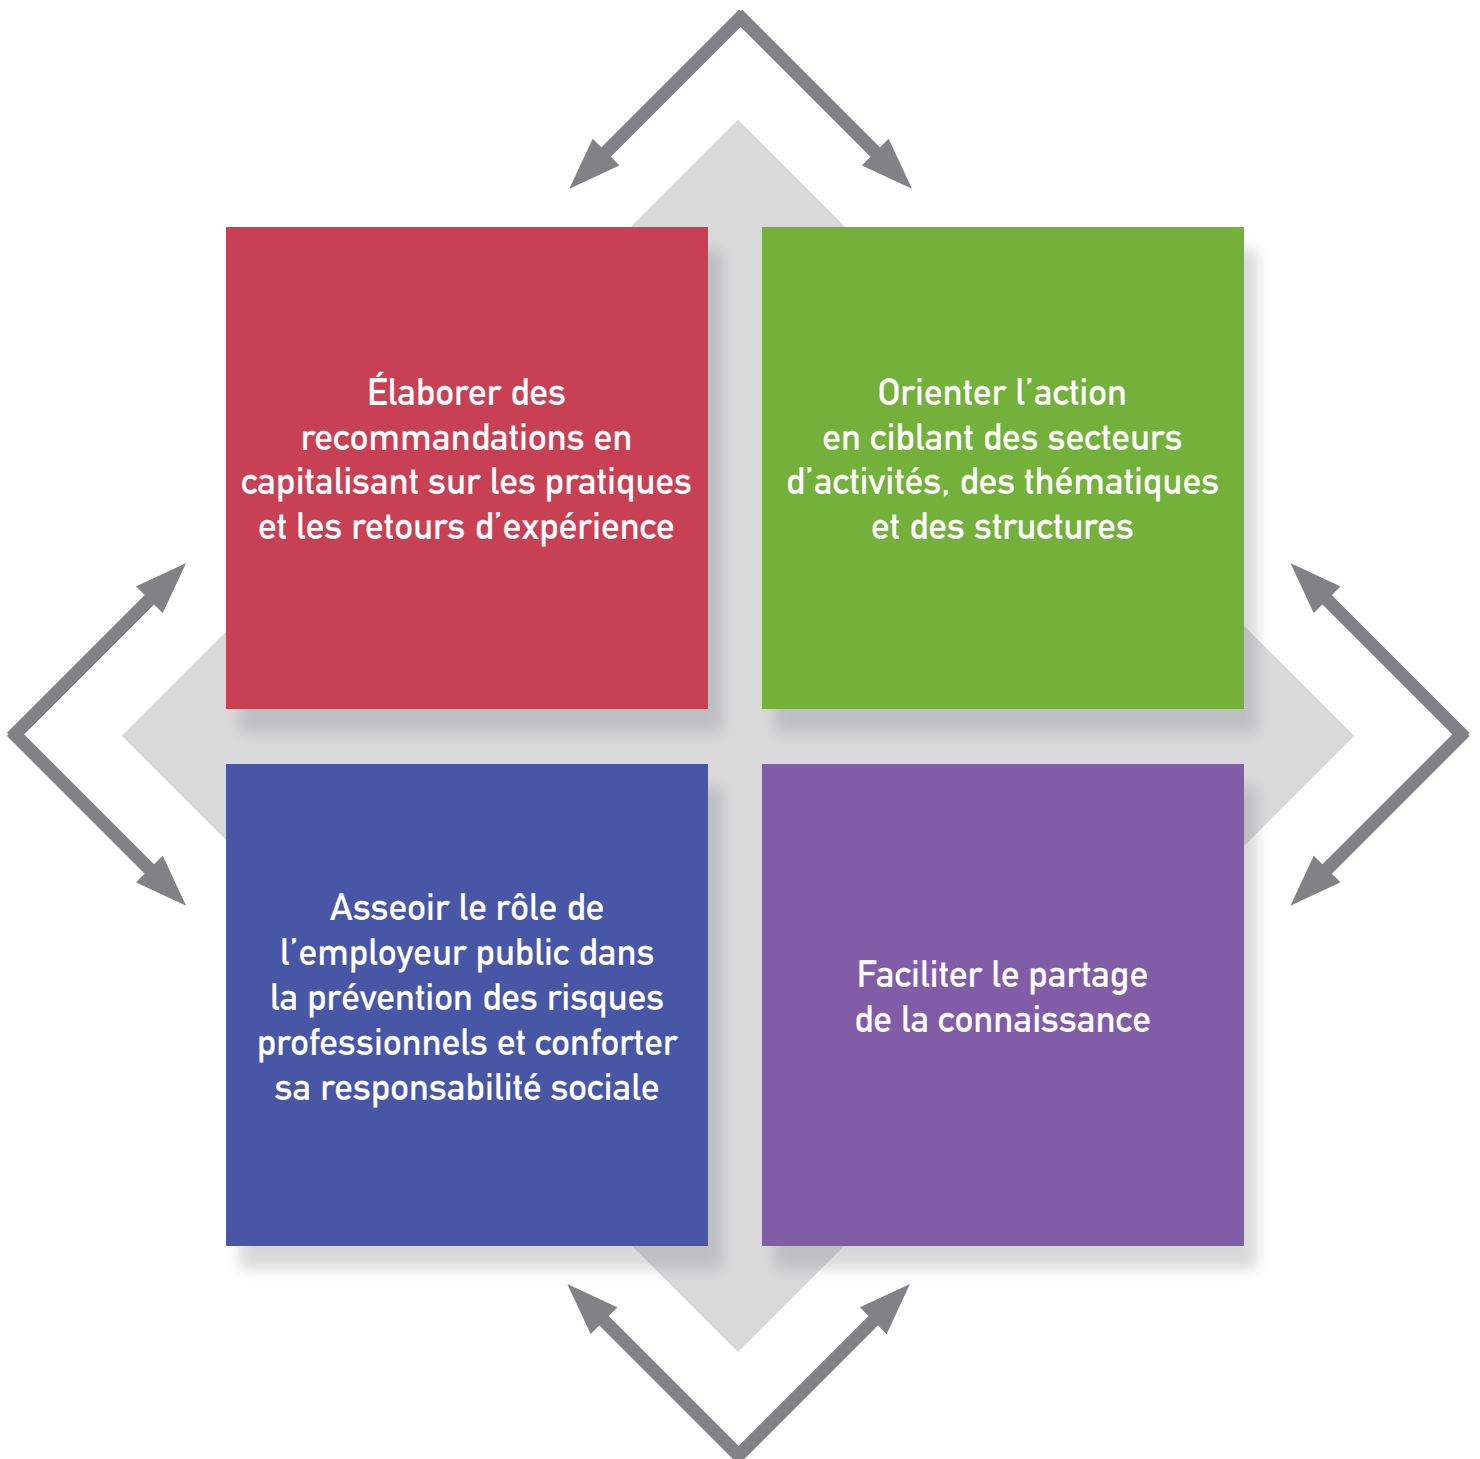 Élaborer des
recommandations en
capitalisant sur les pratiques
et les retours d’expérience
Orienter l’action
en ciblant des secteurs
d’activités, des thématiques
et des structures
Asseoir le rôle de
l’employeur public dans
la prévention des risques
professionnels et conforter
sa responsabilité sociale
Faciliter le partage
de la connaissance